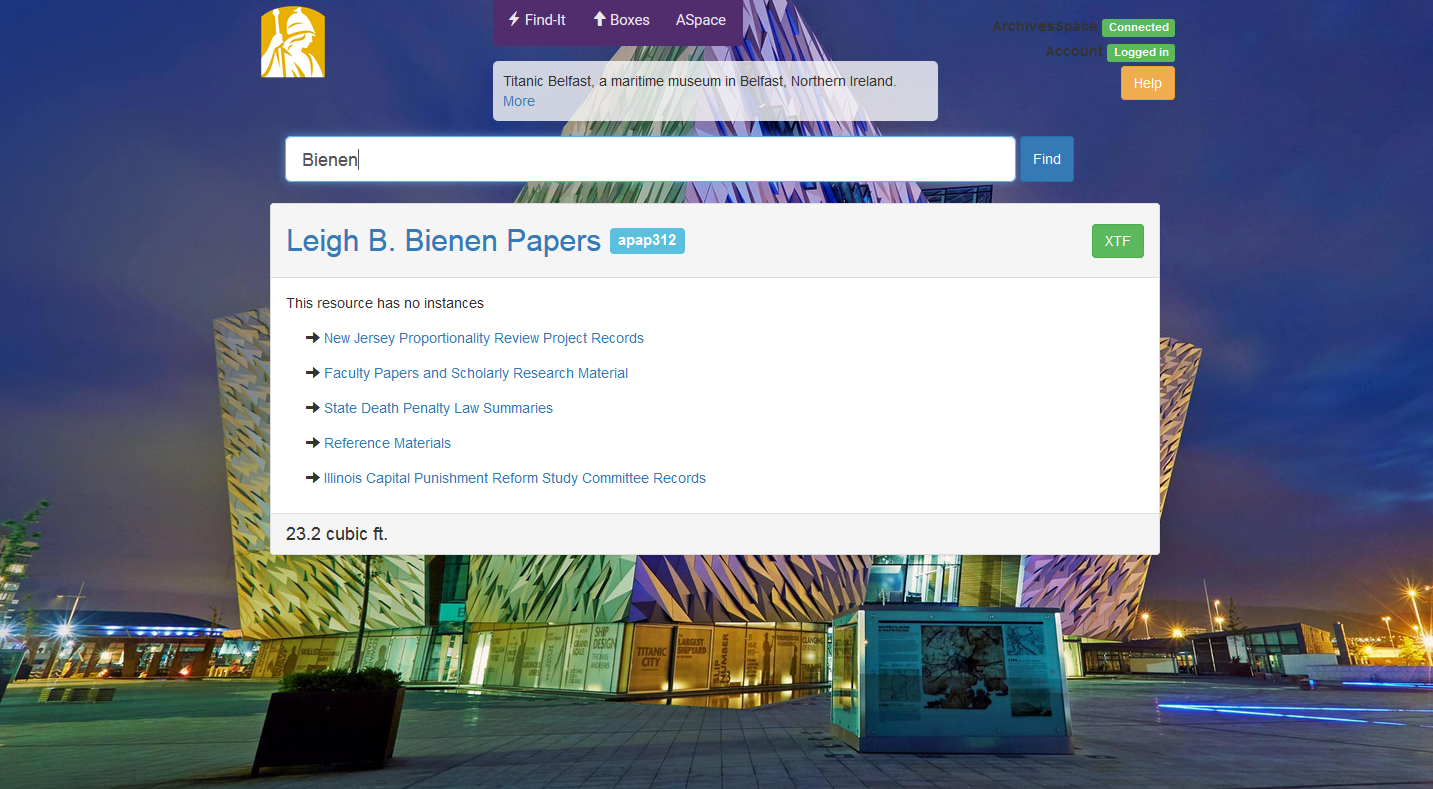 Find-It Boxes ASpace
ArchivesSpace Connected
Account Logged in
Help
Titanic Belfast, a maritime museum in Belfast, Northern Ireland.
More
Bienen
Find
Leigh B. Bienen Papers apap312
XTF
This resource has no instances
New Jersey Proportionality Review Project Records
Faculty Papers and Scholarly Research Material
State Death Penalty Law Summaries
Reference Materials
Illinois Capital Punishment Reform Study Committee Records
23.2 cubic ft.
SHIP
DESIGN
THOMAS
ANDREWS
TITANIC
CITY
LARGEST
SHIPYARD